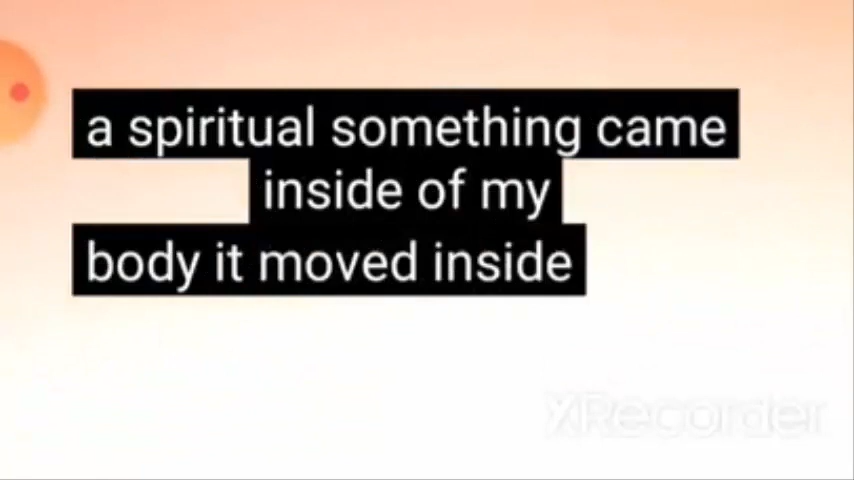 a spiritual something came
inside of my
body it moved inside
XRecorder